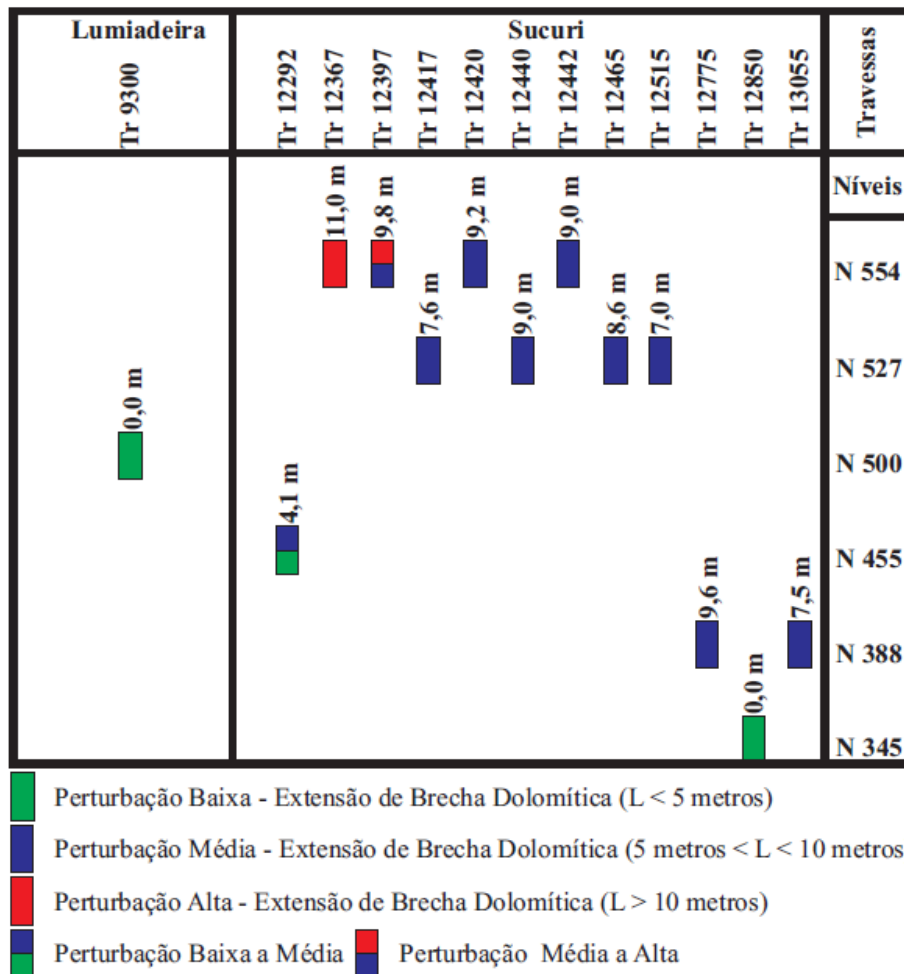 Lumiadeira
Sucuri
Travessas
Tr 9300
Tr 12292
Tr 12367
Tr 12397
Tr 12417
Tr 12420
Tr 12440
Tr 12442
Tr 12465
Tr 12515
Tr 12775
Tr 12850
Tr 13055
Níveis
11,0 m
9,8 m
9,2 m
9,0 m
N 554
7,6 m
9,0 m
8,6 m
7,0 m
N 527
0,0 m
N 500
4,1 m
N 455
9,6 m
7,5 m
N 388
0,0 m
N 345
Perturbação Baixa - Extensão de Brecha Dolomítica (L < 5 metros)
Perturbação Média - Extensão de Brecha Dolomítica (5 metros < L < 10 metros
Perturbação Alta - Extensão de Brecha Dolomítica (L > 10 metros)
Perturbação Baixa a Média
Perturbação Média a Alta